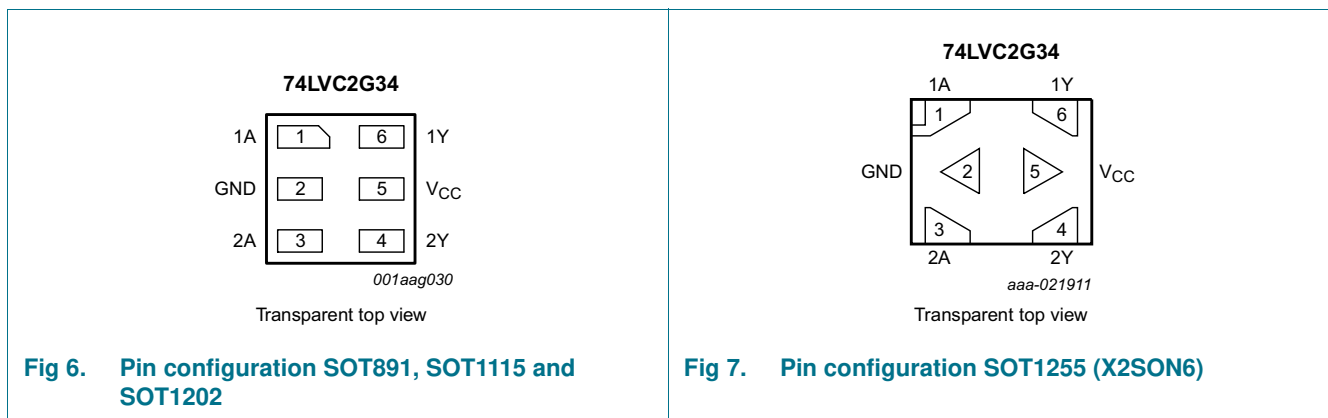 74LVC2G34
1A 1 6 1Y
GND 2 5 VCC
2A 3 4 2Y
001aag030
Transparent top view
Fig 6. Pin configuration SOT891, SOT1115 and
SOT1202
74LVC2G34
1A 1Y
1 6
GND 2 5 VCC
3 4
2A 2Y
aaa-021911
Transparent top view
Fig 7. Pin configuration SOT1255 (X2SON6)